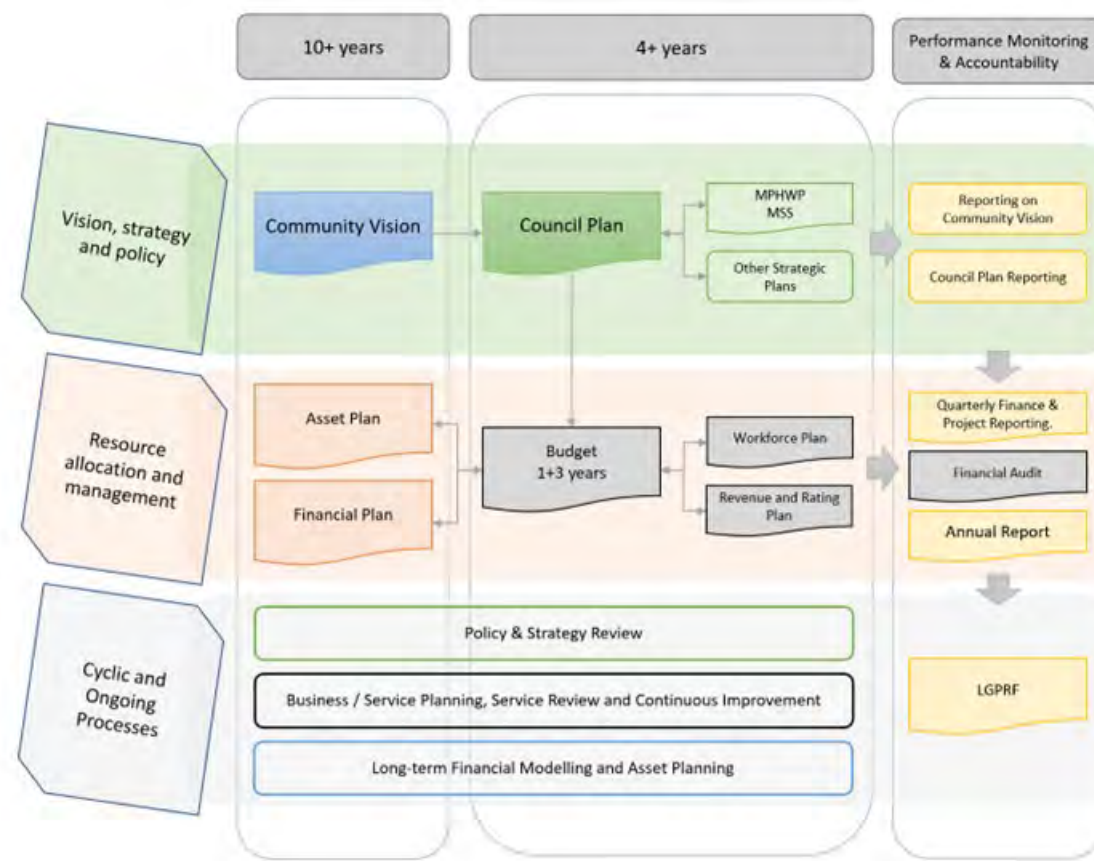 10+ years
4+ years
Performance Monitoring
& Accountability
Vision, strategy
and policy
Community Vision
Council Plan
MPHWP
MSS
Other Strategic
Plans
Reporting on
Community Vision
Council Plan Reporting
Resource
allocation and
management
Asset Plan
Financial Plan
Budget
1+3 years
Workforce Plan
Revenue and Rating
Plan
Quarterly Finance &
Project Reporting.
Financial Audit
Annual Report
Cyclic and
Ongoing
Processes
Policy & Strategy Review
Business / Service Planning, Service Review and Continuous Improvement
Long-term Financial Modelling and Asset Planning
LGPRF